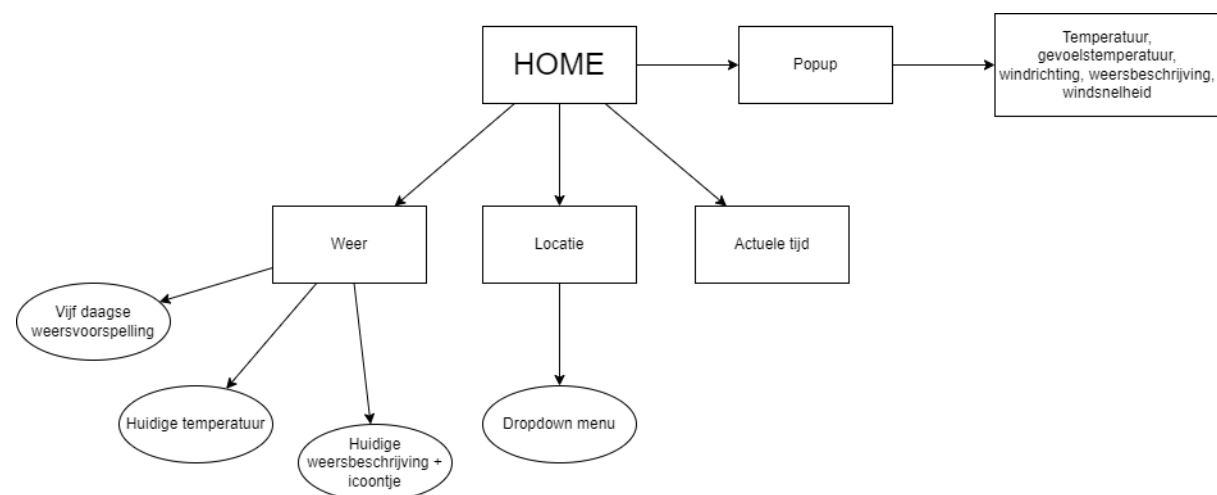 HOME
Popup
Temperatuur,
gevoelstemperatuur,
windrichting, weersbeschrijving,
windsnelheid
Weer
Locatie
Actuele tijd
Vijf daagse
weersvoorspelling
Huidige temperatuur
Huidige
weersbeschrijving +
icoontje
Dropdown menu